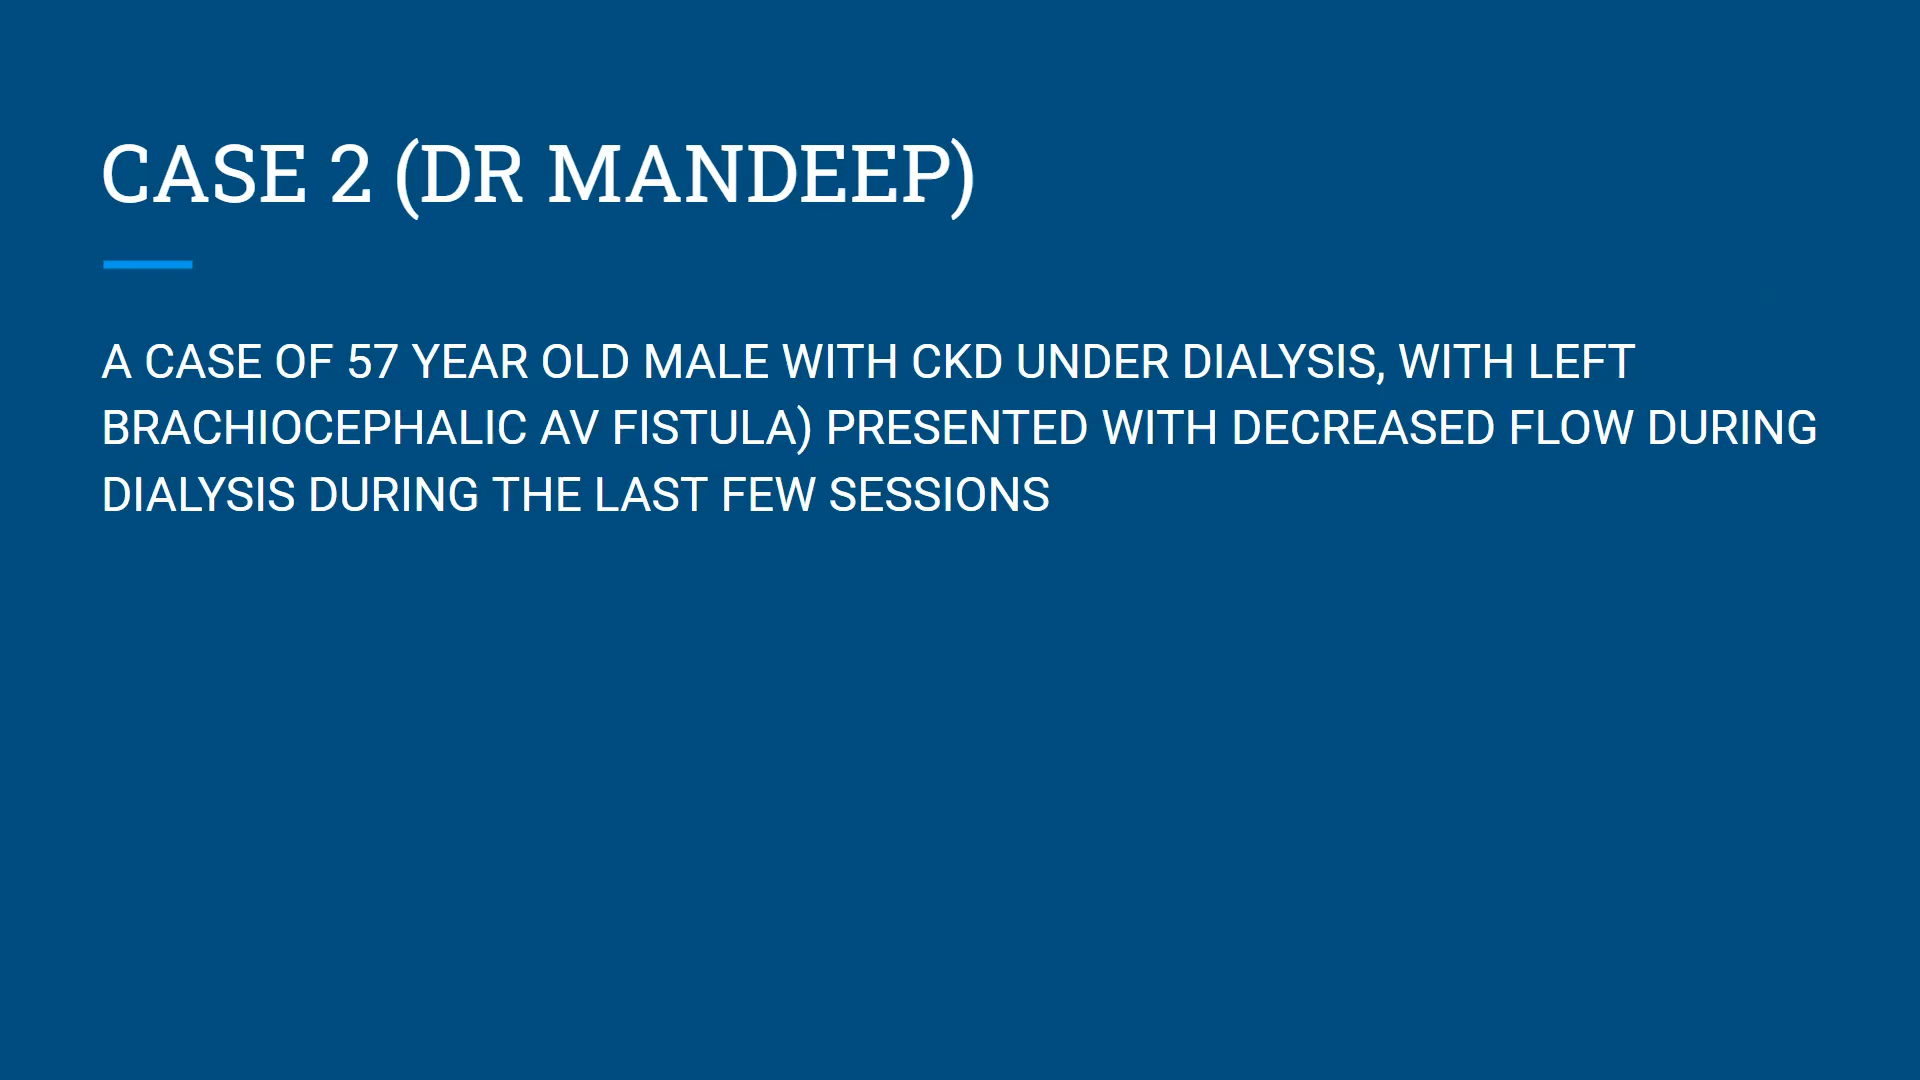 CASE 2 (DR MANDEEP)
A CASE OF 57 YEAR OLD MALE WITH CKD UNDER DIALYSIS, WITH LEFT
BRACHIOCEPHALIC AV FISTULA) PRESENTED WITH DECREASED FLOW DURING
DIALYSIS DURING THE LAST FEW SESSIONS